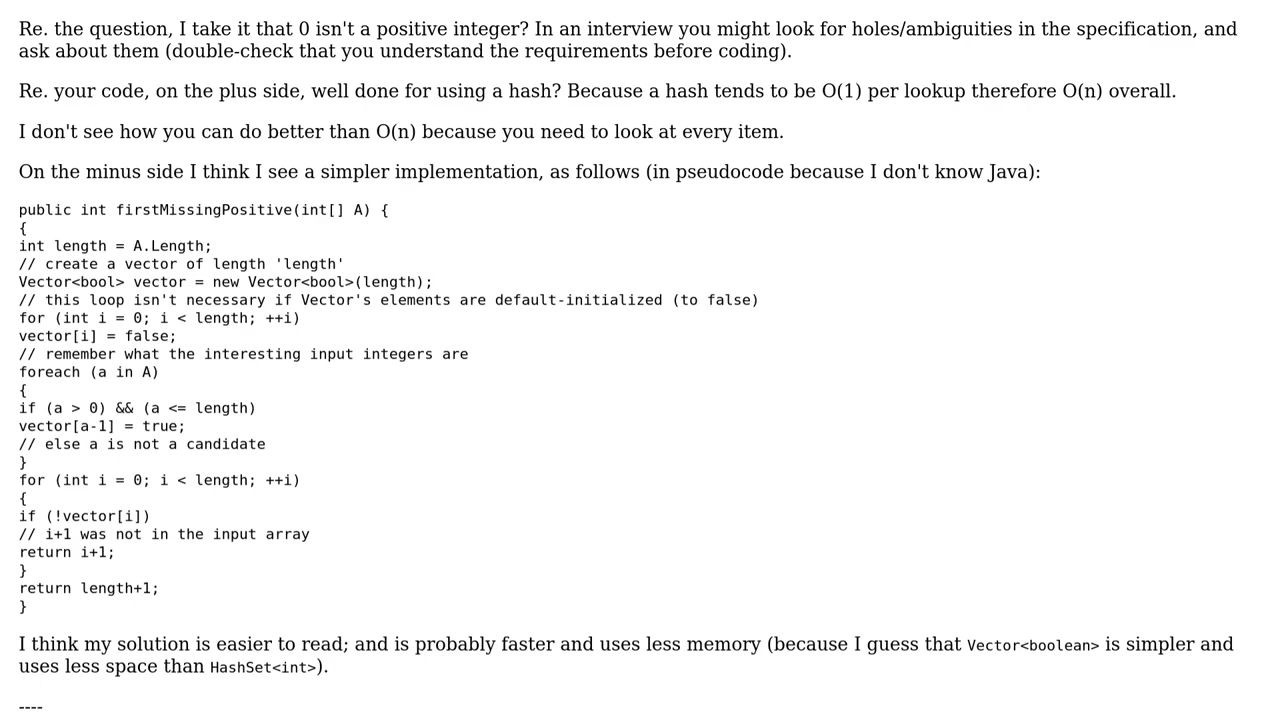 Re. the question, I take it that 0 isn't a positive integer? In an interview you might look for holes/ambiguities in the specification, and
ask about them (double-check that you understand the requirements before coding).
Re. your code, on the plus side, well done for using a hash? Because a hash tends to be O(1) per lookup therefore O(n) overall.
I don't see how you can do better than O(n) because you need to look at every item.
On the minus side I think I see a simpler implementation, as follows (in pseudocode because I don't know Java):
public int firstMissingPositive(int[] A) {
{
int length = A.Length;
// create a vector of length 'length'
Vector<bool> vector = new Vector<bool>(length);
// this loop isn't necessary if Vector's elements are default-initialized (to false)
for (int i = 0; i < length; ++i)
vector[i] = false;
// remember what the interesting input integers are
foreach (a in A)
{
if (a > 0) && (a <= length)
vector[a-1] = true;
// else a is not a candidate
}
for (int i = 0; i < length; ++i)
{
if (!vector[i])
// i+1 was not in the input array
return i+1;
}
return length+1;
}
I think my solution is easier to read; and is probably faster and uses less memory (because I guess that Vector<boolean> is simpler and
uses less space than HashSet<int>).
----